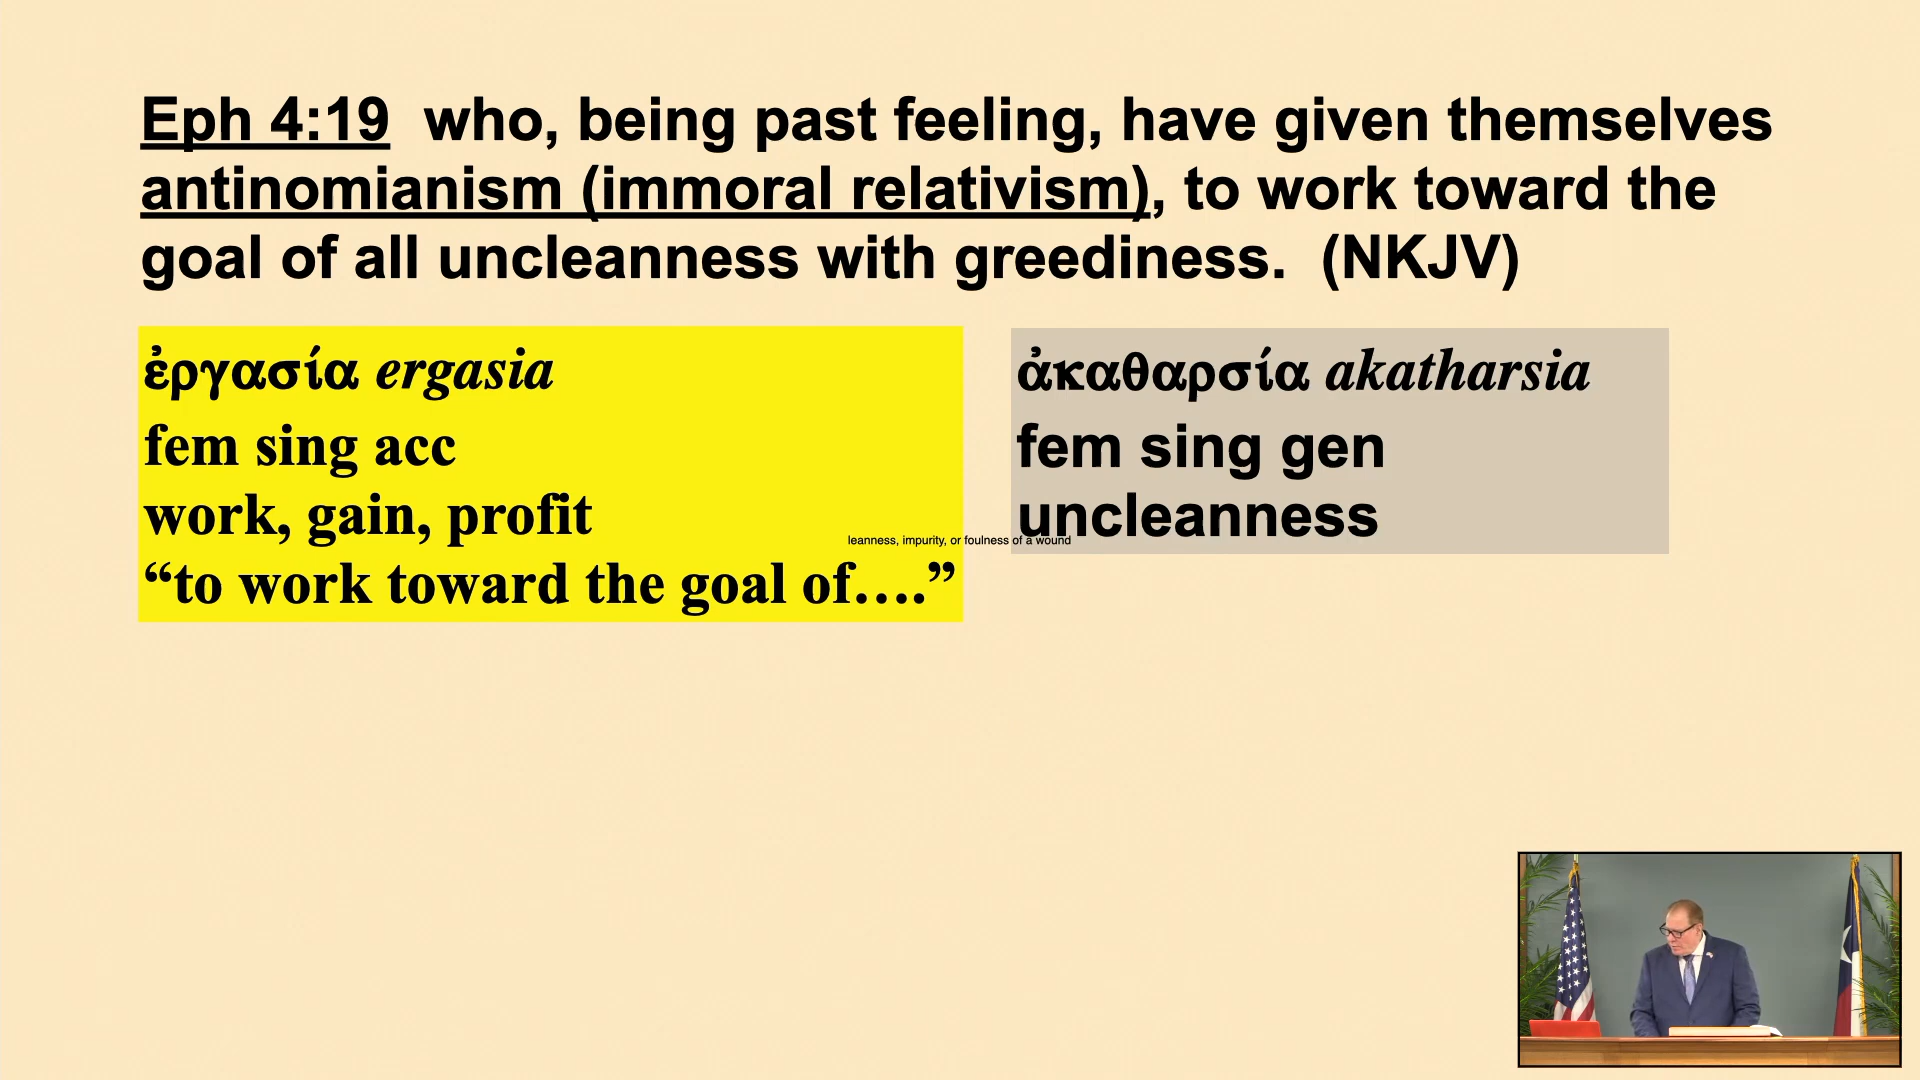 Eph 4:19 who, being past feeling, have given themselves
antinomianism (immoral relativism), to work toward the
goal of all uncleanness with greediness. (NKJV)
ἐργασία ergasia
fem sing acc
work, gain, profit
“to work toward the goal of….”
ἀκαθαρσία akatharsia
fem sing gen
uncleanness
leanness, impurity, or foulness of a wound